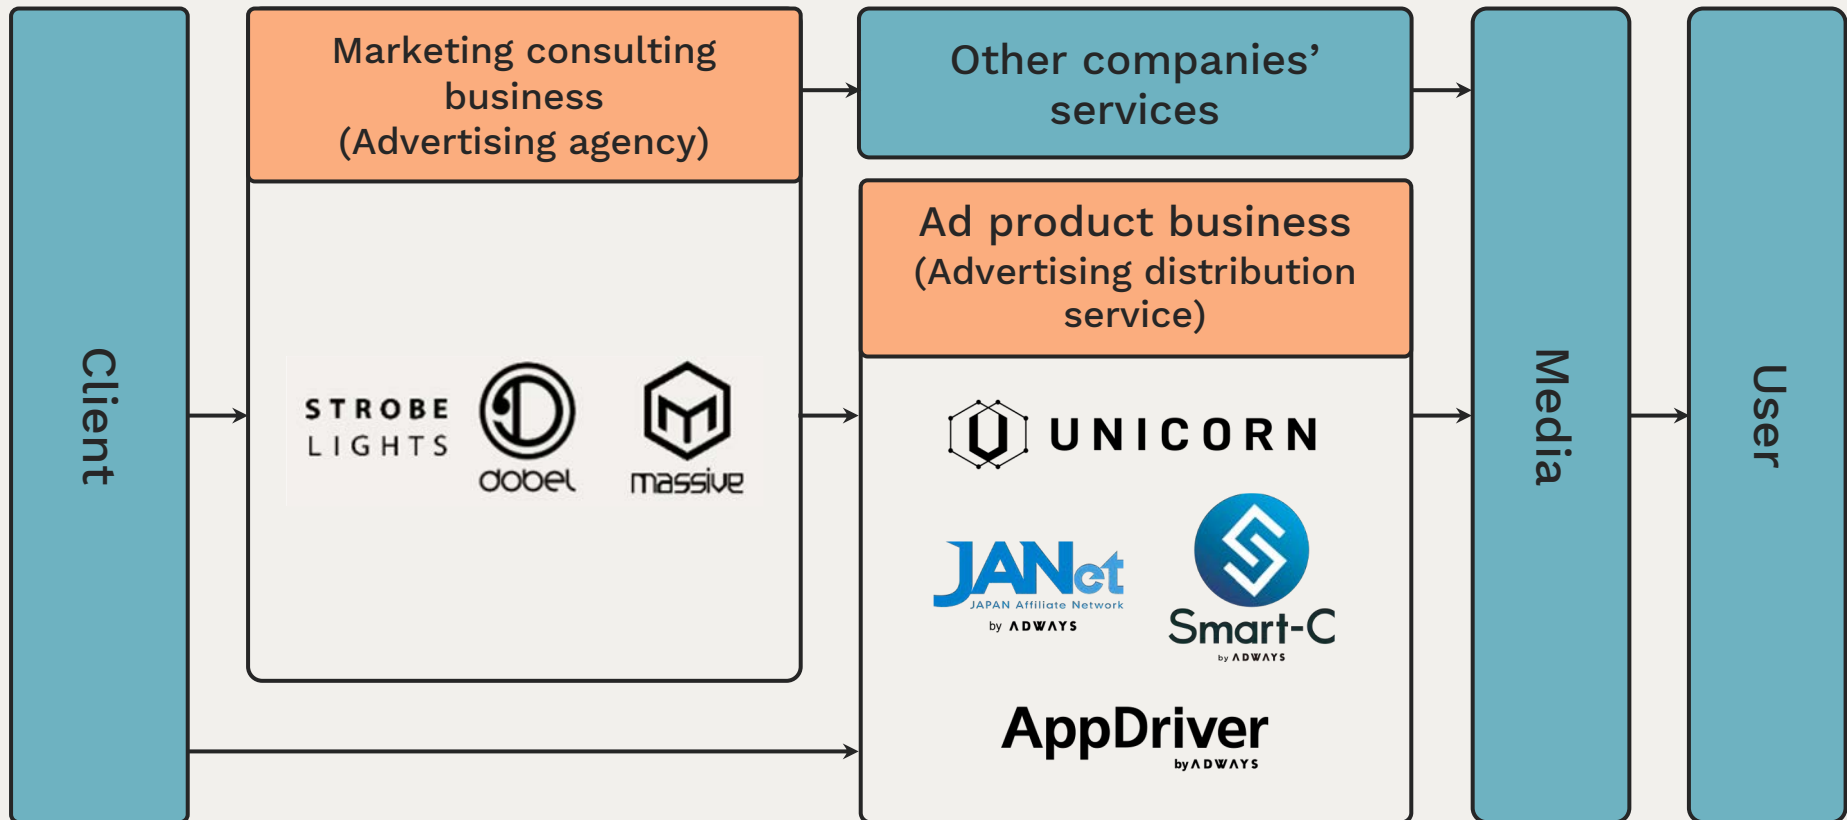 Client
Marketing consulting
business
(Advertising agency)
STROBE
LIGHTS
dobel
massive
Other companies’
services
Ad product business
(Advertising distribution
service)
UNICORN
JANet
JAPAN Affiliate Network
by ADWAYS
Smart-C
by ADWAYS
AppDriver
by ADWAYS
Media
User